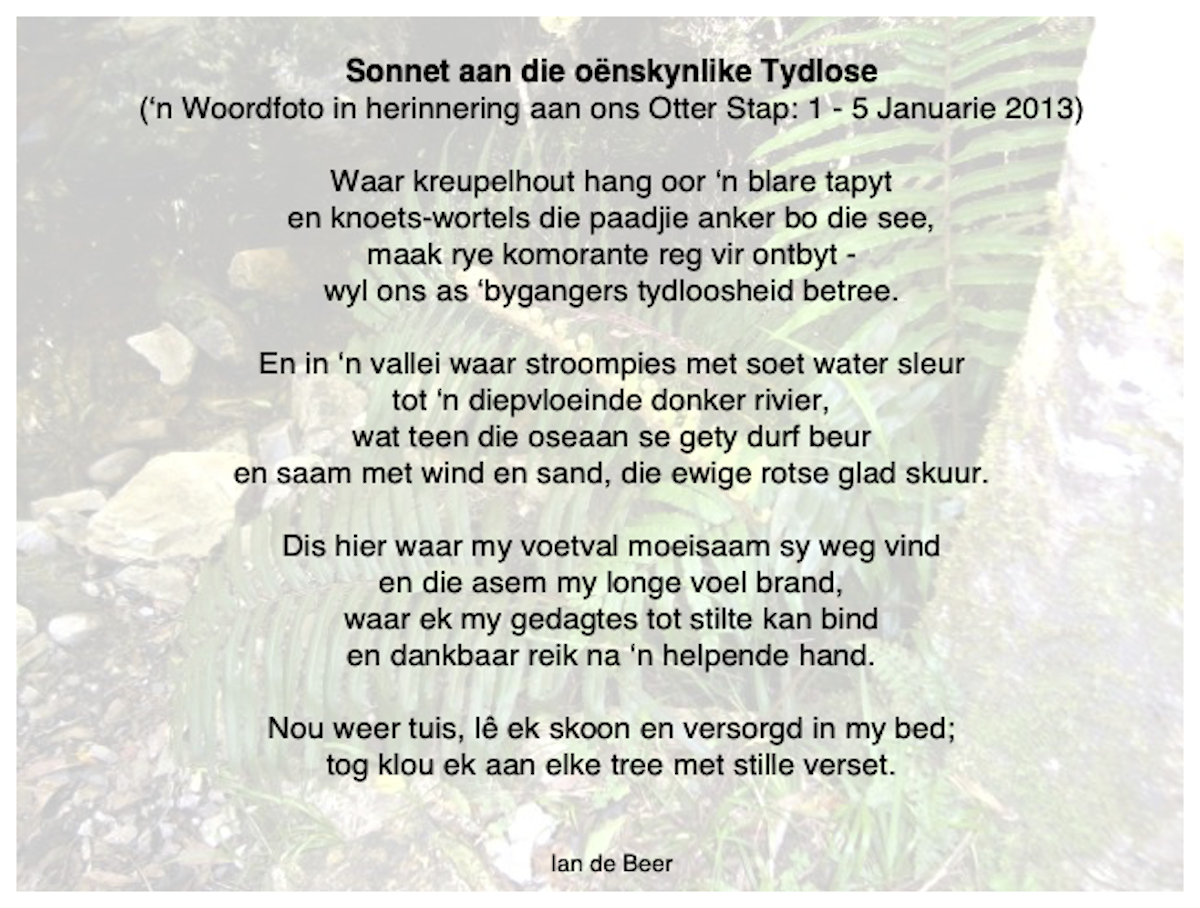 Sonnet aan die oënskynlike Tydlose
(‘n Woordfoto in herinnering aan ons Otter Stap: 1 - 5 Januarie 2013)
Waar kreupelhout hang oor ‘n blare tapyt
en knoets-wortels die paadjie anker bo die see,
maak rye komorante reg vir ontbyt -
wyl ons as ‘bygangers tydloosheid betree.
En in ‘n vallei waar stroompies met soet water sleur
tot ‘n diepvloeinde donker rivier,
wat teen die oseaan se gety durf beur
en saam met wind en sand, die ewige rotse glad skuur.
Dis hier waar my voetval moeisaam sy weg vind
en die asem my longe voel brand,
waar ek my gedagtes tot stilte kan bind
en dankbaar reik na ‘n helpende hand.
Nou weer tuis, lê ek skoon en versorgd in my bed;
tog klou ek aan elke tree met stille verset.
Ian de Beer